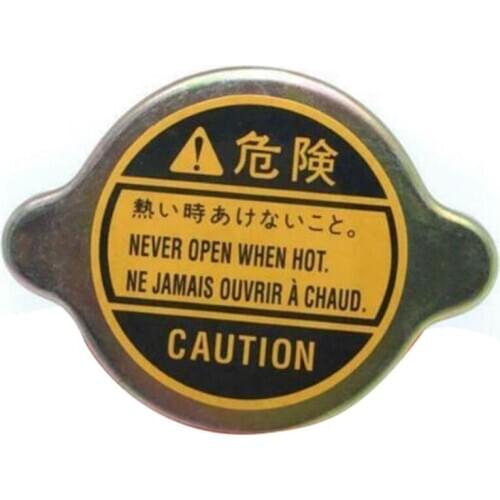 危険
熱い時あけないこと。
NEVER OPEN WHEN HOT.
NE JAMAIS OUVRIR À CHAUD.
CAUTION